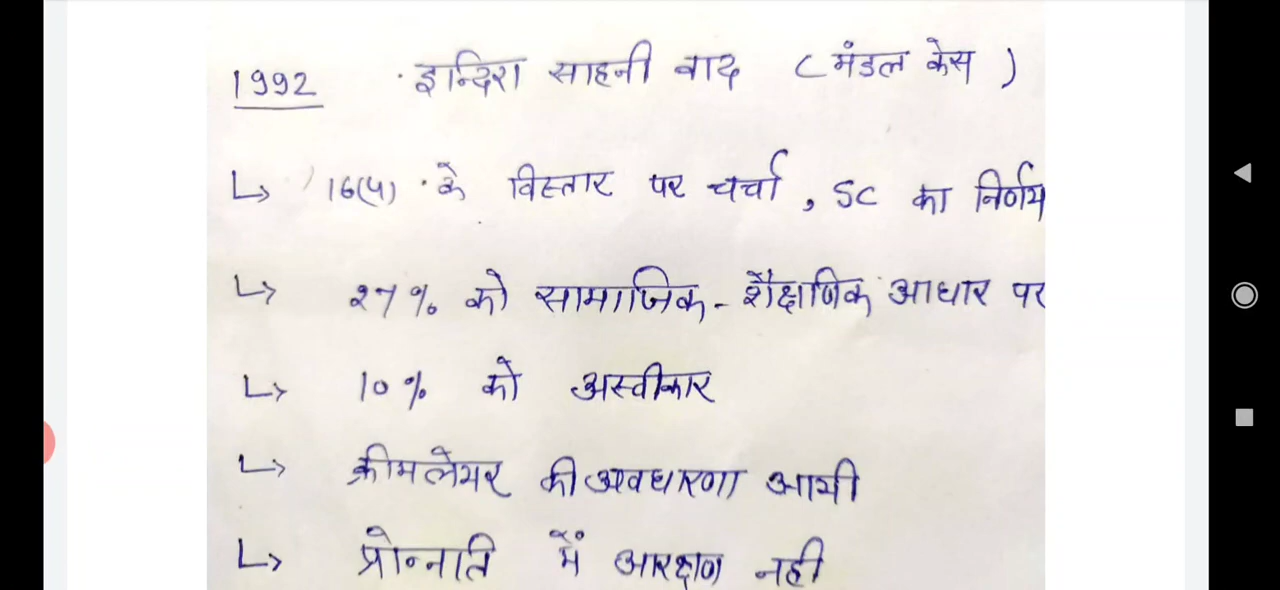 1992 इन्दिरा साहनी वाद (मंडल केस)
↳ 16(4) के विस्तार पर चर्चा, SC का निर्णय
↳ 27% को सामाजिक-शैक्षाणिक आधार पर
↳ 10% को अस्वीकार
↳ क्रीमलेयर की अवधारणा आयी
↳ प्रोन्नति में आरक्षण नही